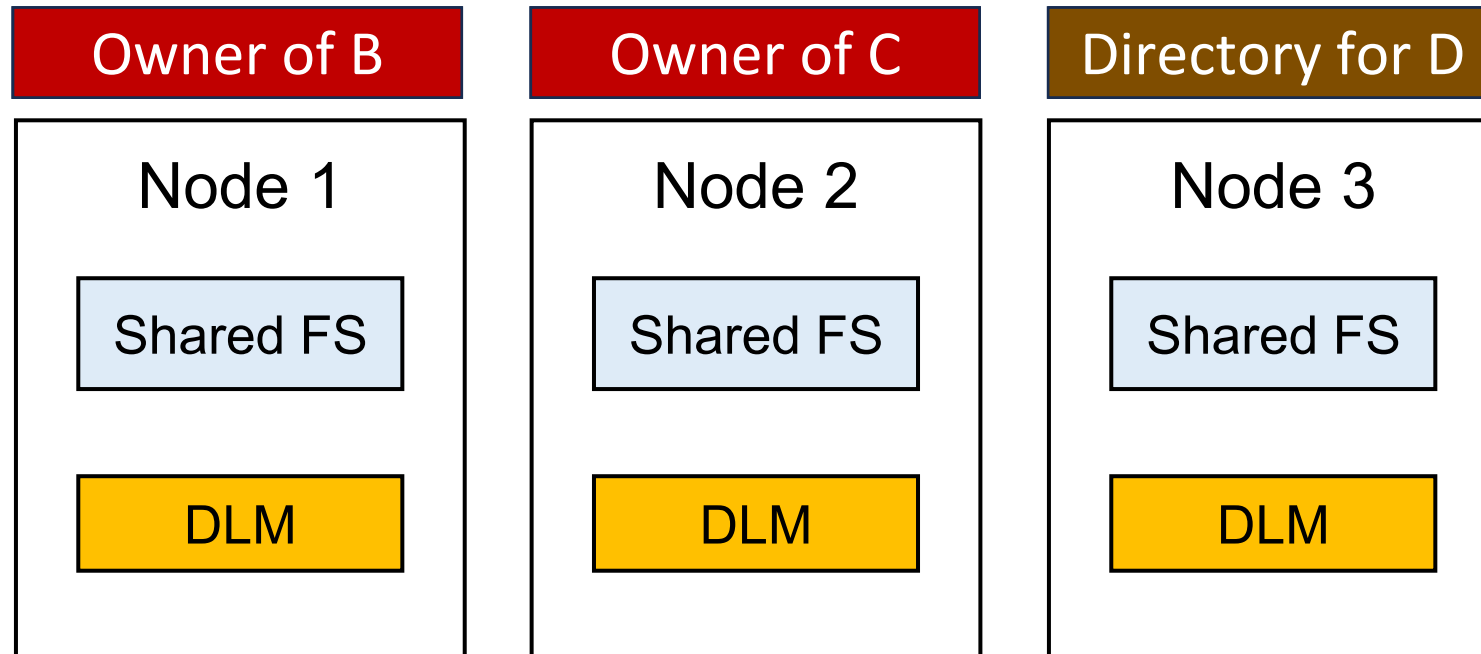 Owner of B
Owner of C
Directory for D
Node 1
Node 2
Node 3
Shared FS
Shared FS
Shared FS
DLM
DLM
DLM